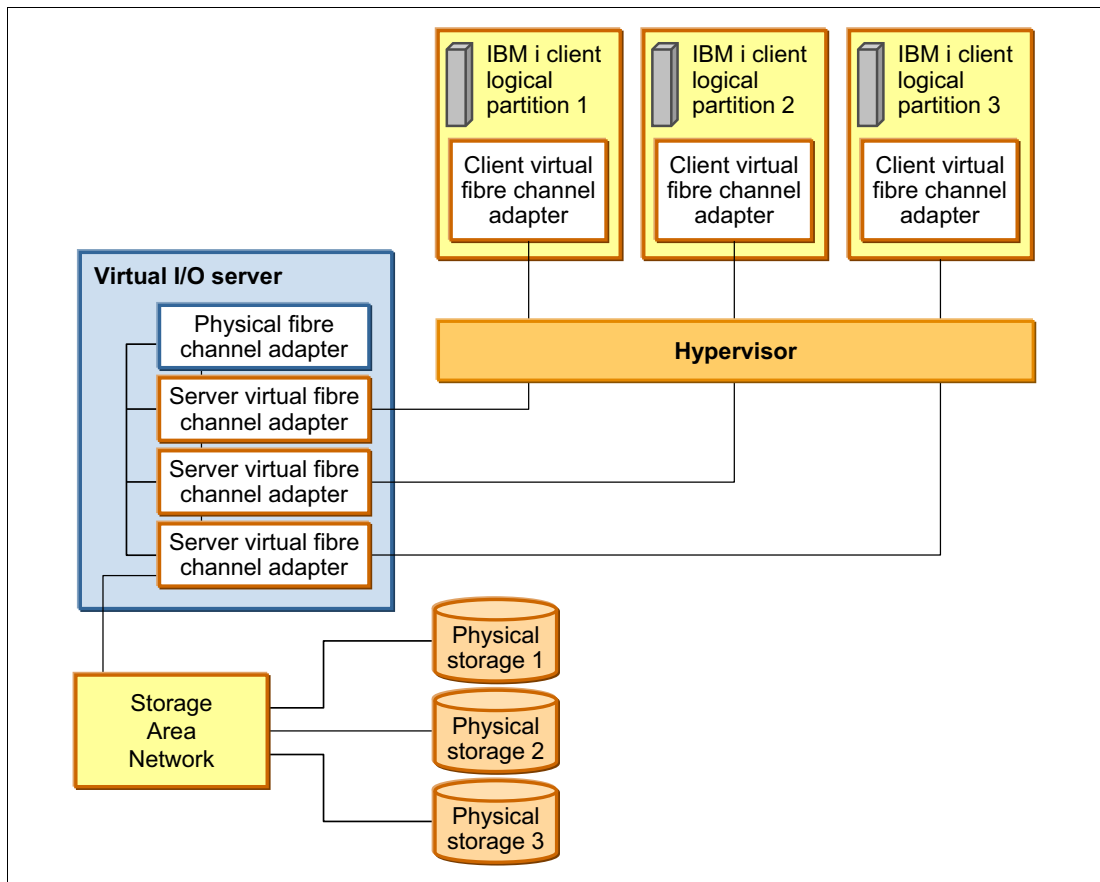 IBM i client
logical
partition 1
Client virtual
fibre channel
adapter
IBM i client
logical
partition 2
Client virtual
fibre channel
adapter
IBM i client
logical
partition 3
Client virtual
fibre channel
adapter
Hypervisor
Virtual I/O server
Physical fibre
channel adapter
Server virtual fibre
channel adapter
Server virtual fibre
channel adapter
Server virtual fibre
channel adapter
Storage
Area
Network
Physical
storage 1
Physical
storage 2
Physical
storage 3